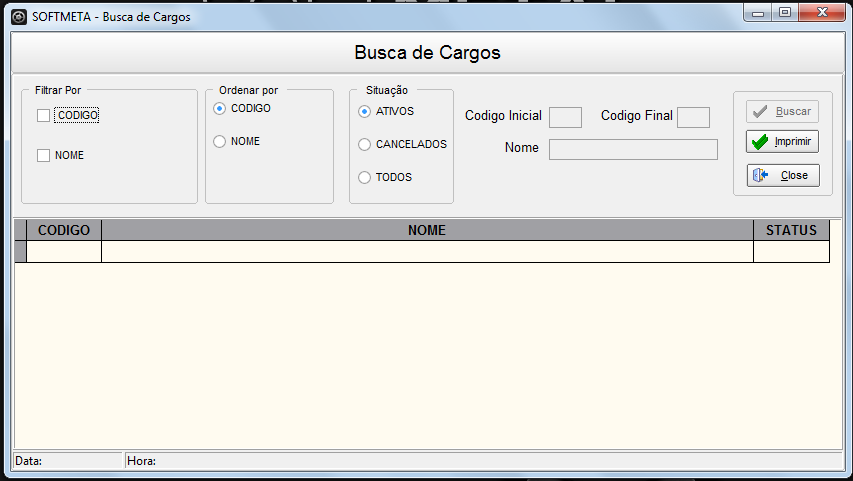 SOFTMETA - Busca de Cargos
Busca de Cargos
Filtrar Por
CODIGO
NOME
Ordenar por
CODIGO
NOME
Situação
ATIVOS
CANCELADOS
TODOS
Codigo Inicial
Codigo Final
Nome
Buscar
Imprimir
Close
CODIGO NOME STATUS
Data: Hora: